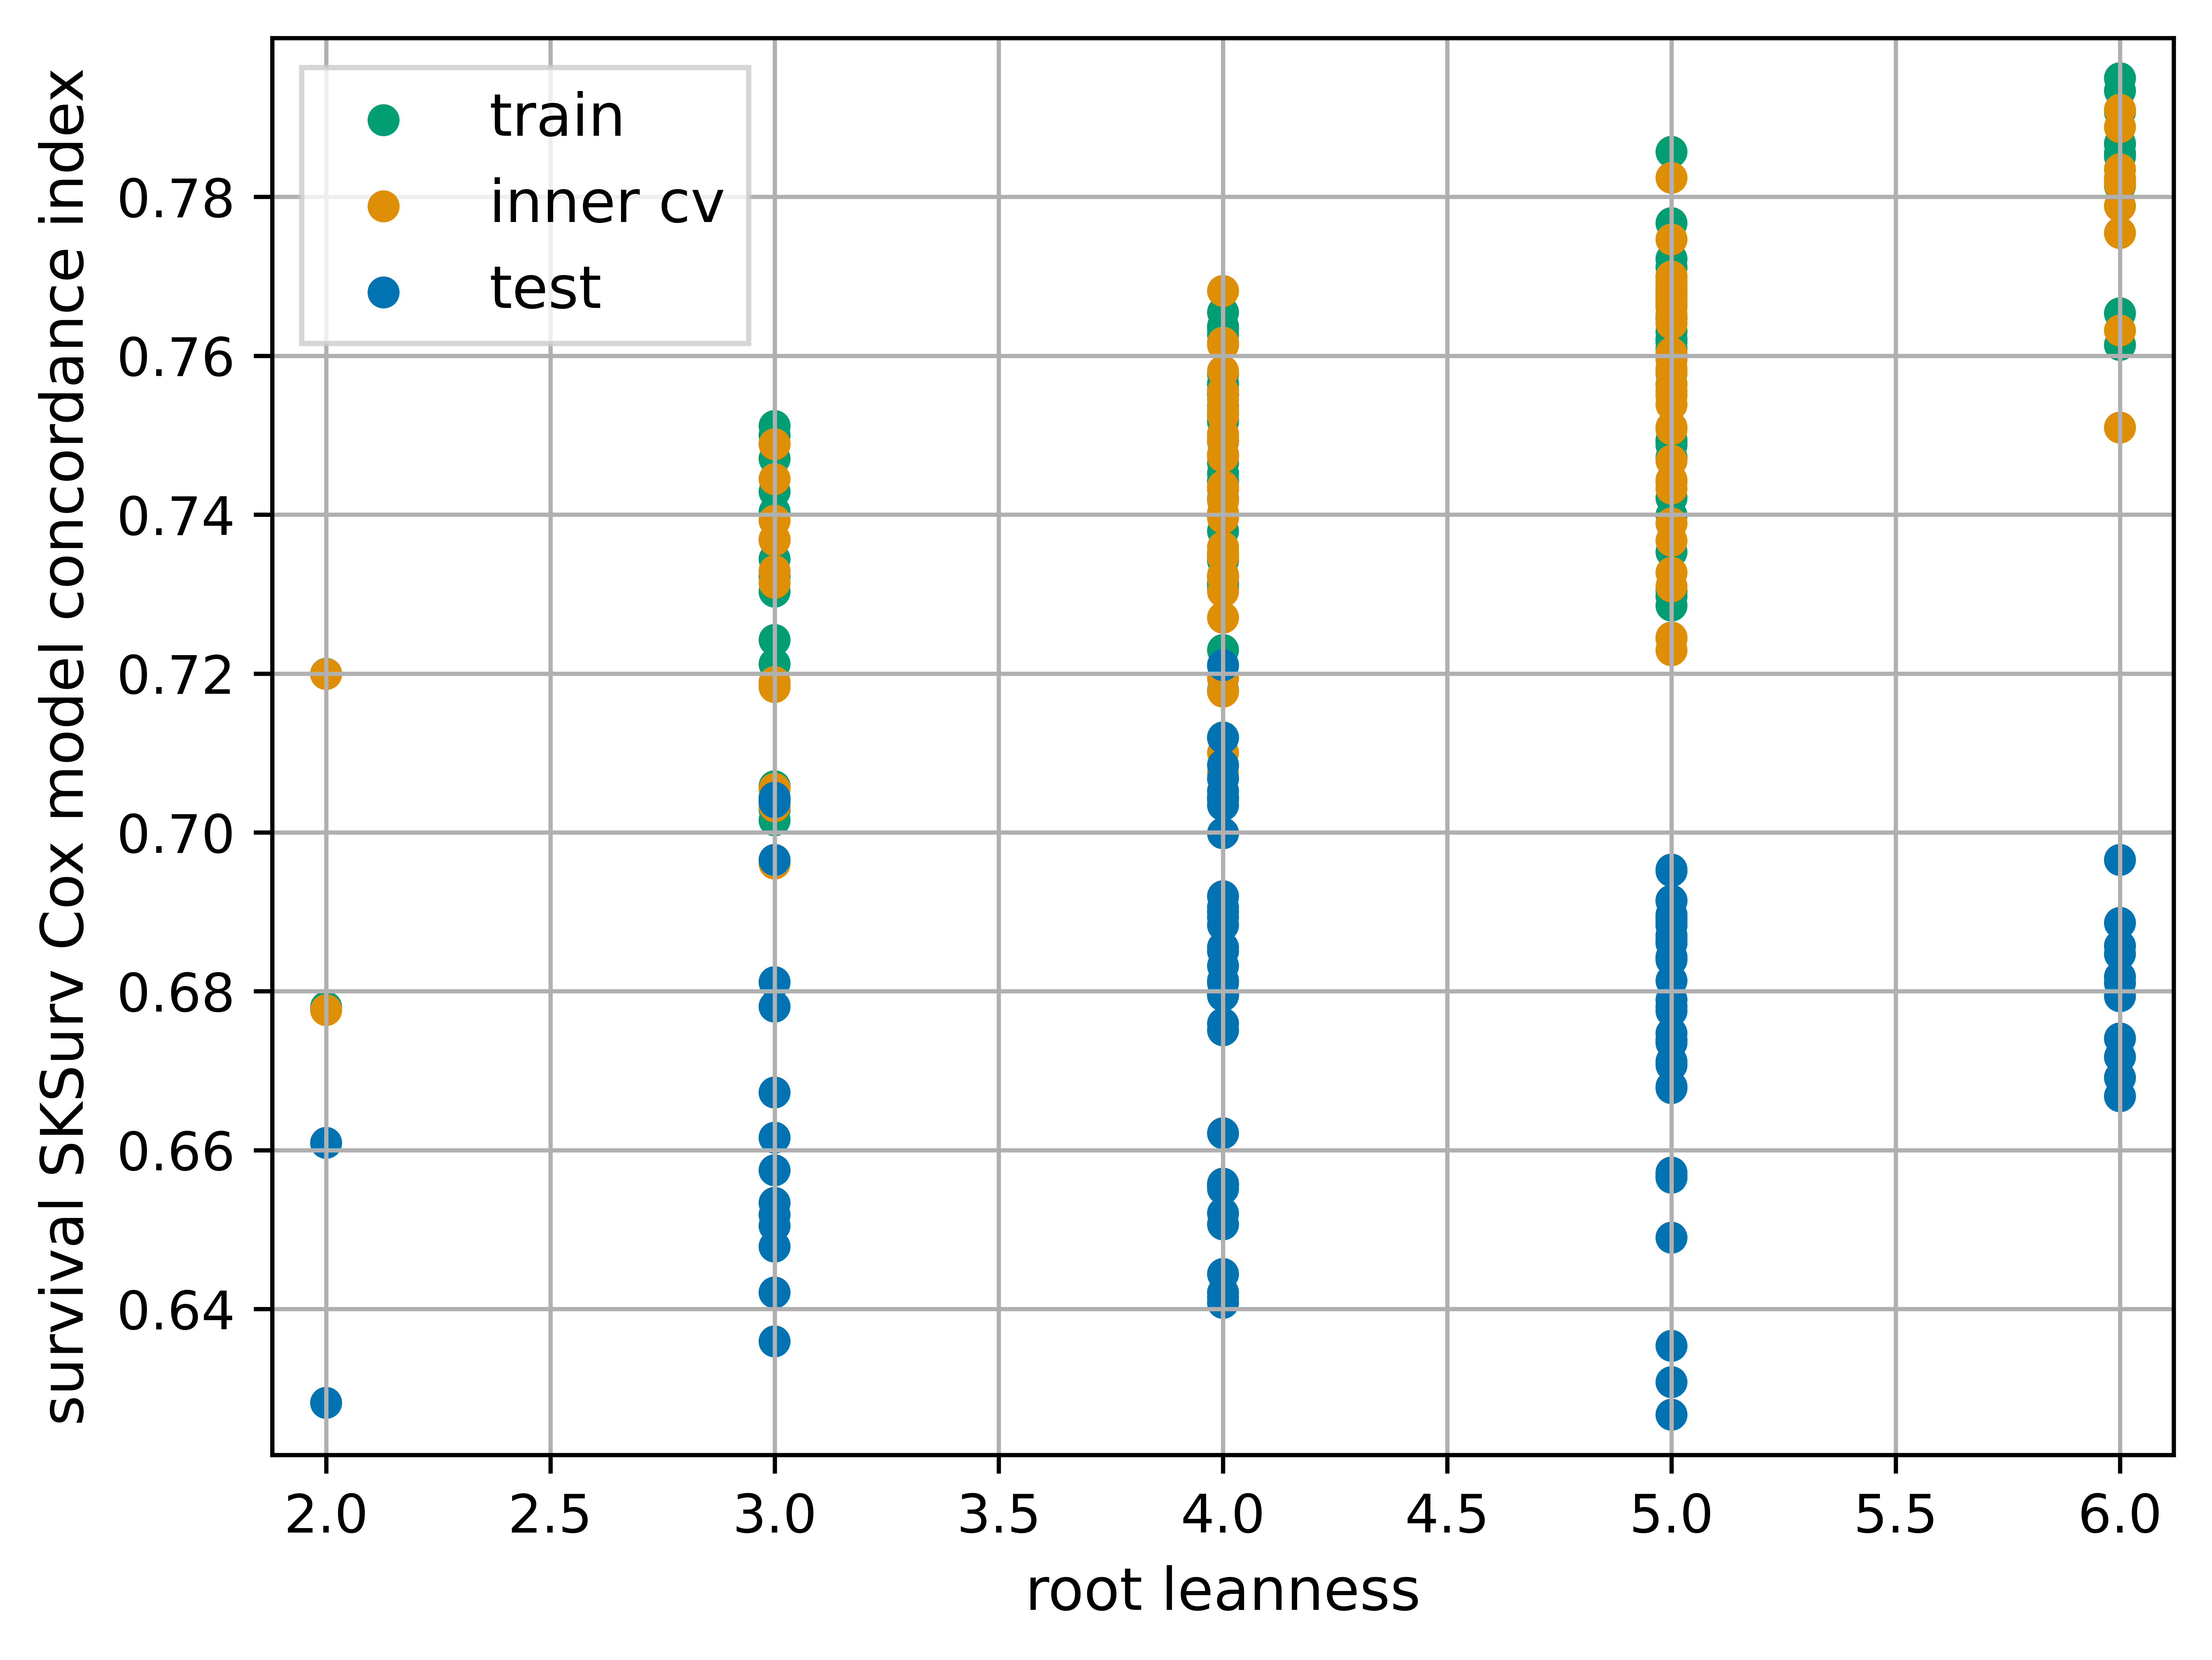 survival SKSurv Cox model concordance index
train
inner cv
test
0.78
0.76
0.74
0.72
0.70
0.68
0.66
0.64
2.0 2.5 3.0 3.5 4.0 4.5 5.0 5.5 6.0
root leanness